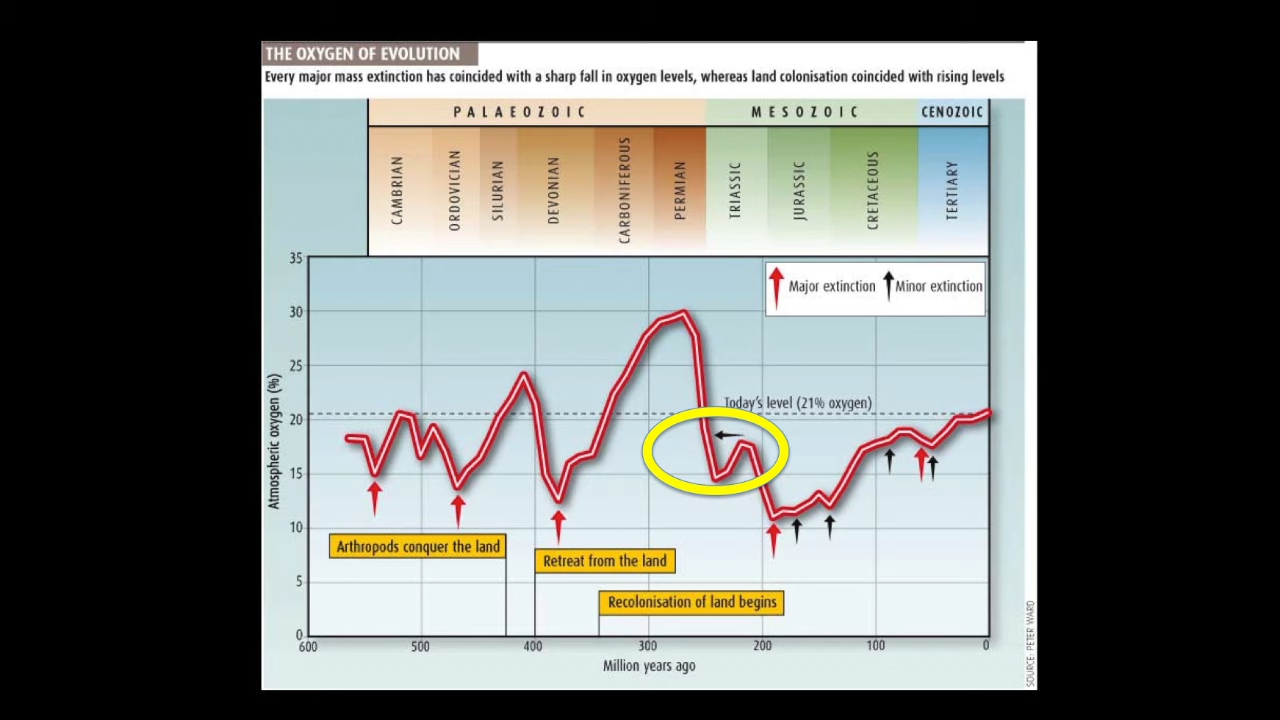 THE OXYGEN OF EVOLUTION
Every major mass extinction has coincided with a sharp fall in oxygen levels, whereas land colonisation coincided with rising levels
PALAEOZOIC
MESOZOIC
CENOZOIC
CAMBRIAN
ORDOVICIAN
SILURIAN
DEVONIAN
CARBONIFEROUS
PERMIAN
TRIASSIC
JURASSIC
CRETACEOUS
TERTIARY
Major extinction
Minor extinction
Atmospheric oxygen (%)
35
30
25
20
15
10
5
0
Today's level (21% oxygen)
Arthropods conquer the land
Retreat from the land
Recolonisation of land begins
600
500
400
300
200
100
0
Million years ago
SOURCE: PETER WARD